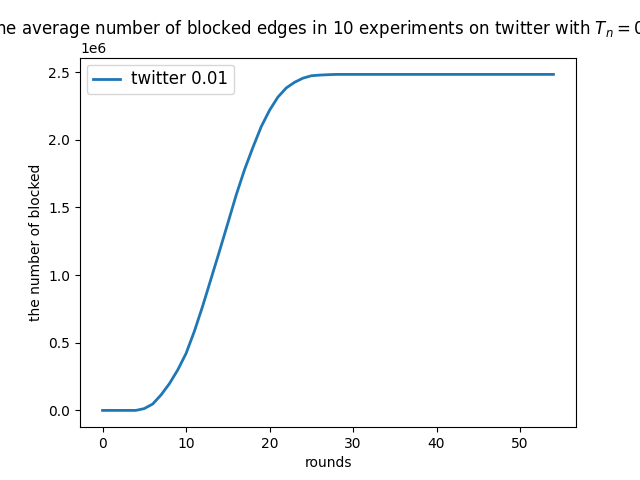 he average number of blocked edges in 10 experiments on twitter with $T_n = 0
1e6
twitter 0.01
2.5
2.0
1.5
1.0
0.5
0.0
the number of blocked
0 10 20 30 40 50
rounds